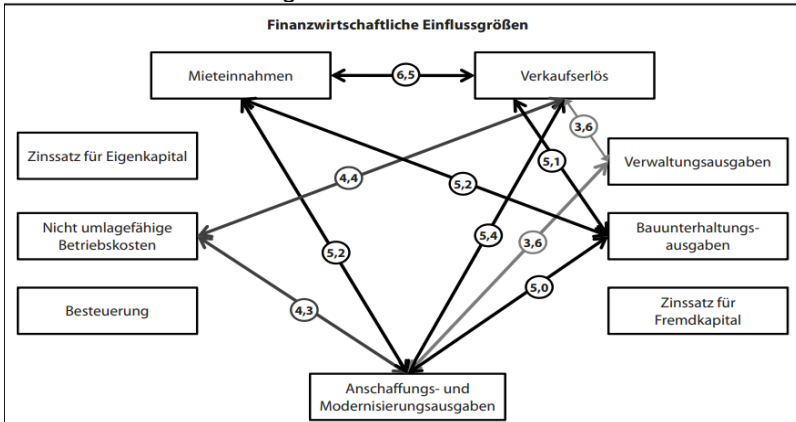 Finanzwirtschaftliche Einflussgrößen
Mieteinnahmen
6,5
Verkaufserlös
3,6
Zinssatz für Eigenkapital
5,1
Verwaltungsausgaben
4,4
5,2
Nicht umlagefähige
Betriebskosten
Bauunterhaltungs-
ausgaben
5,2
5,4
3,6
Besteuerung
4,3
5,0
Zinssatz für
Fremdkapital
Anschaffungs- und
Modernisierungsausgaben